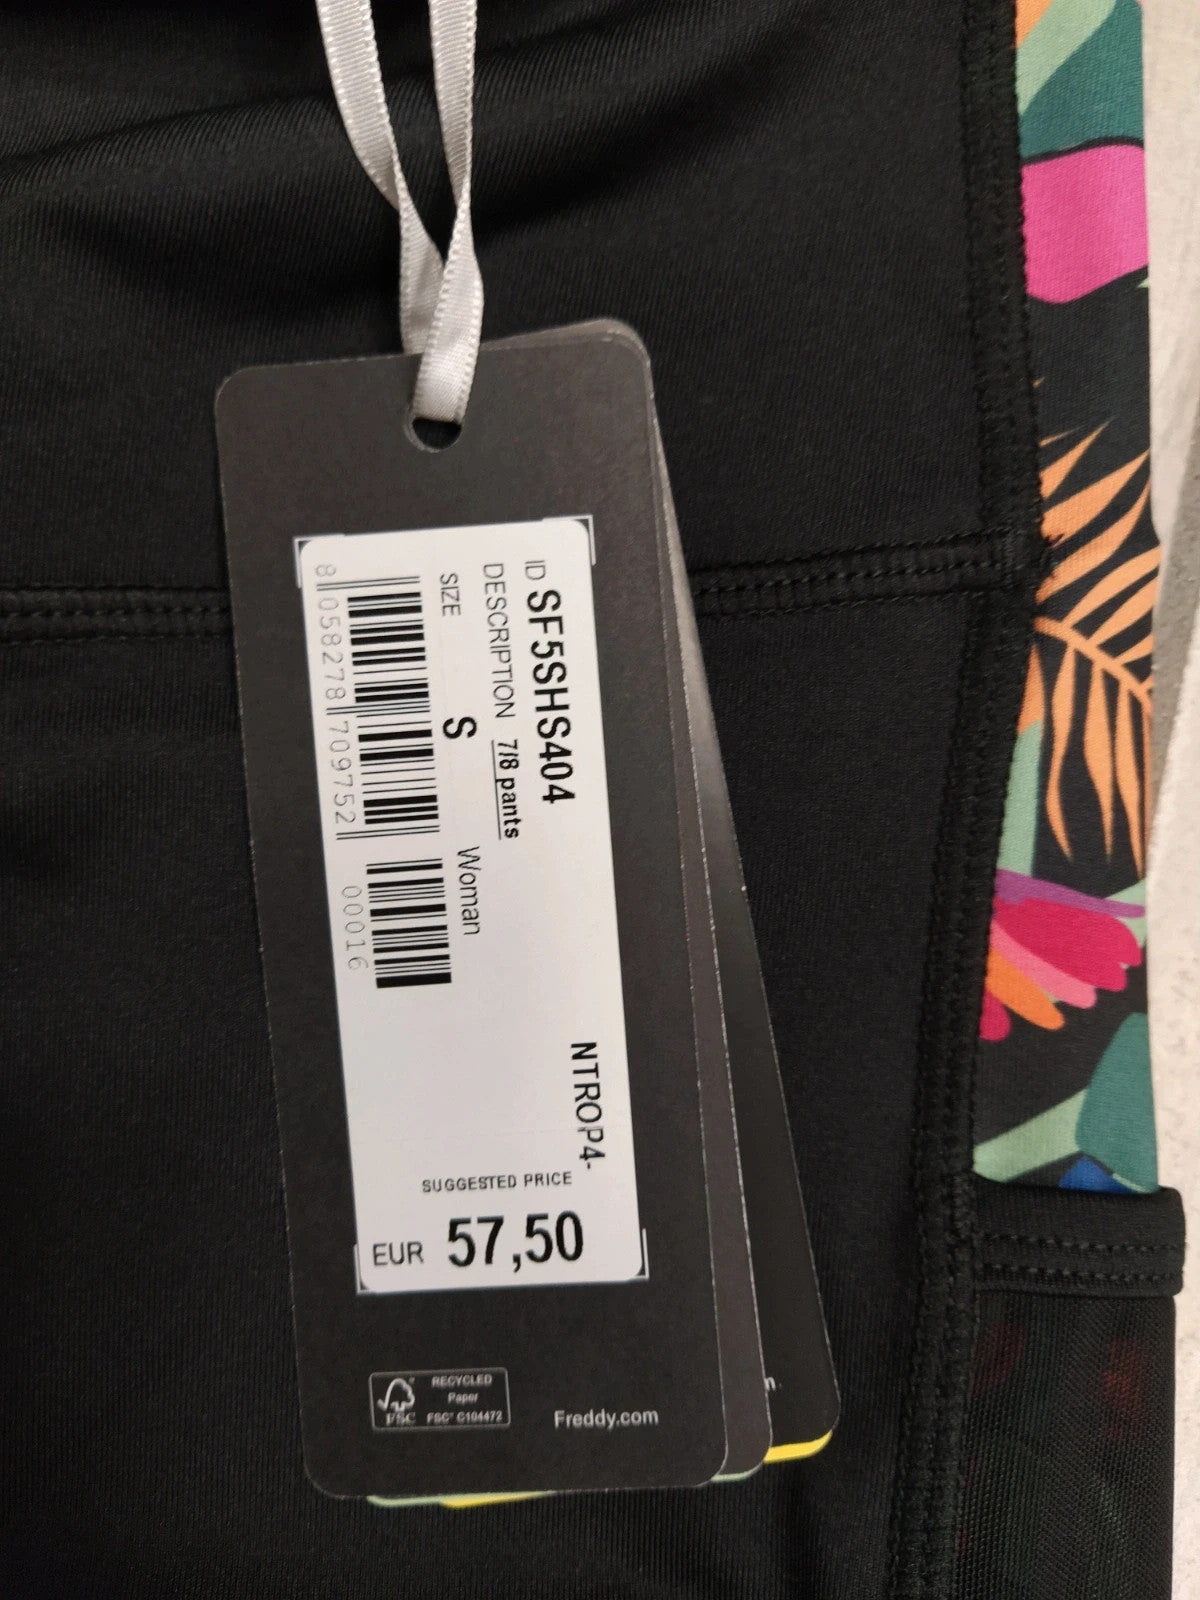 ID SF5SHS404
DESCRIPTION 7/8 pants
SIZE S Woman
8 058278 709752
00016
NTROP4-
SUGGESTED PRICE
EUR 57,50
RECYCLED
Paper
FSC
FSC® C104472
Freddy.com